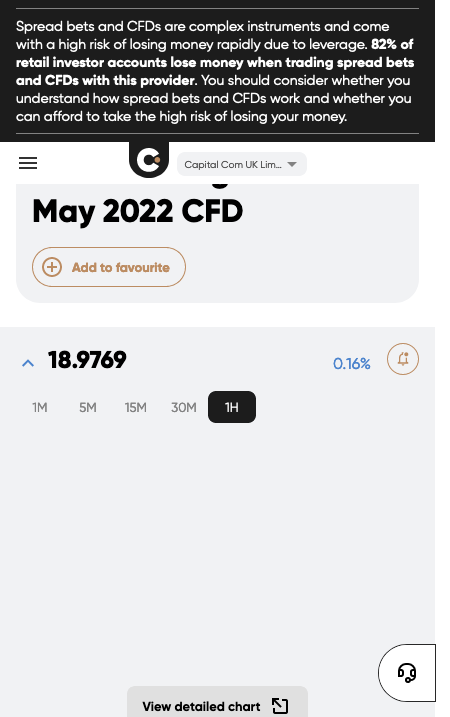 Spread bets and CFDs are complex instruments and come
with a high risk of losing money rapidly due to leverage. 82% of
retail investor accounts lose money when trading spread bets
and CFDs with this provider. You should consider whether you
understand how spread bets and CFDs work and whether you
can afford to take the high risk of losing your money.
Capital Com UK Lim...
May 2022 CFD
Add to favourite
18.9769
0.16%
1M 5M 15M 30M 1H
View detailed chart